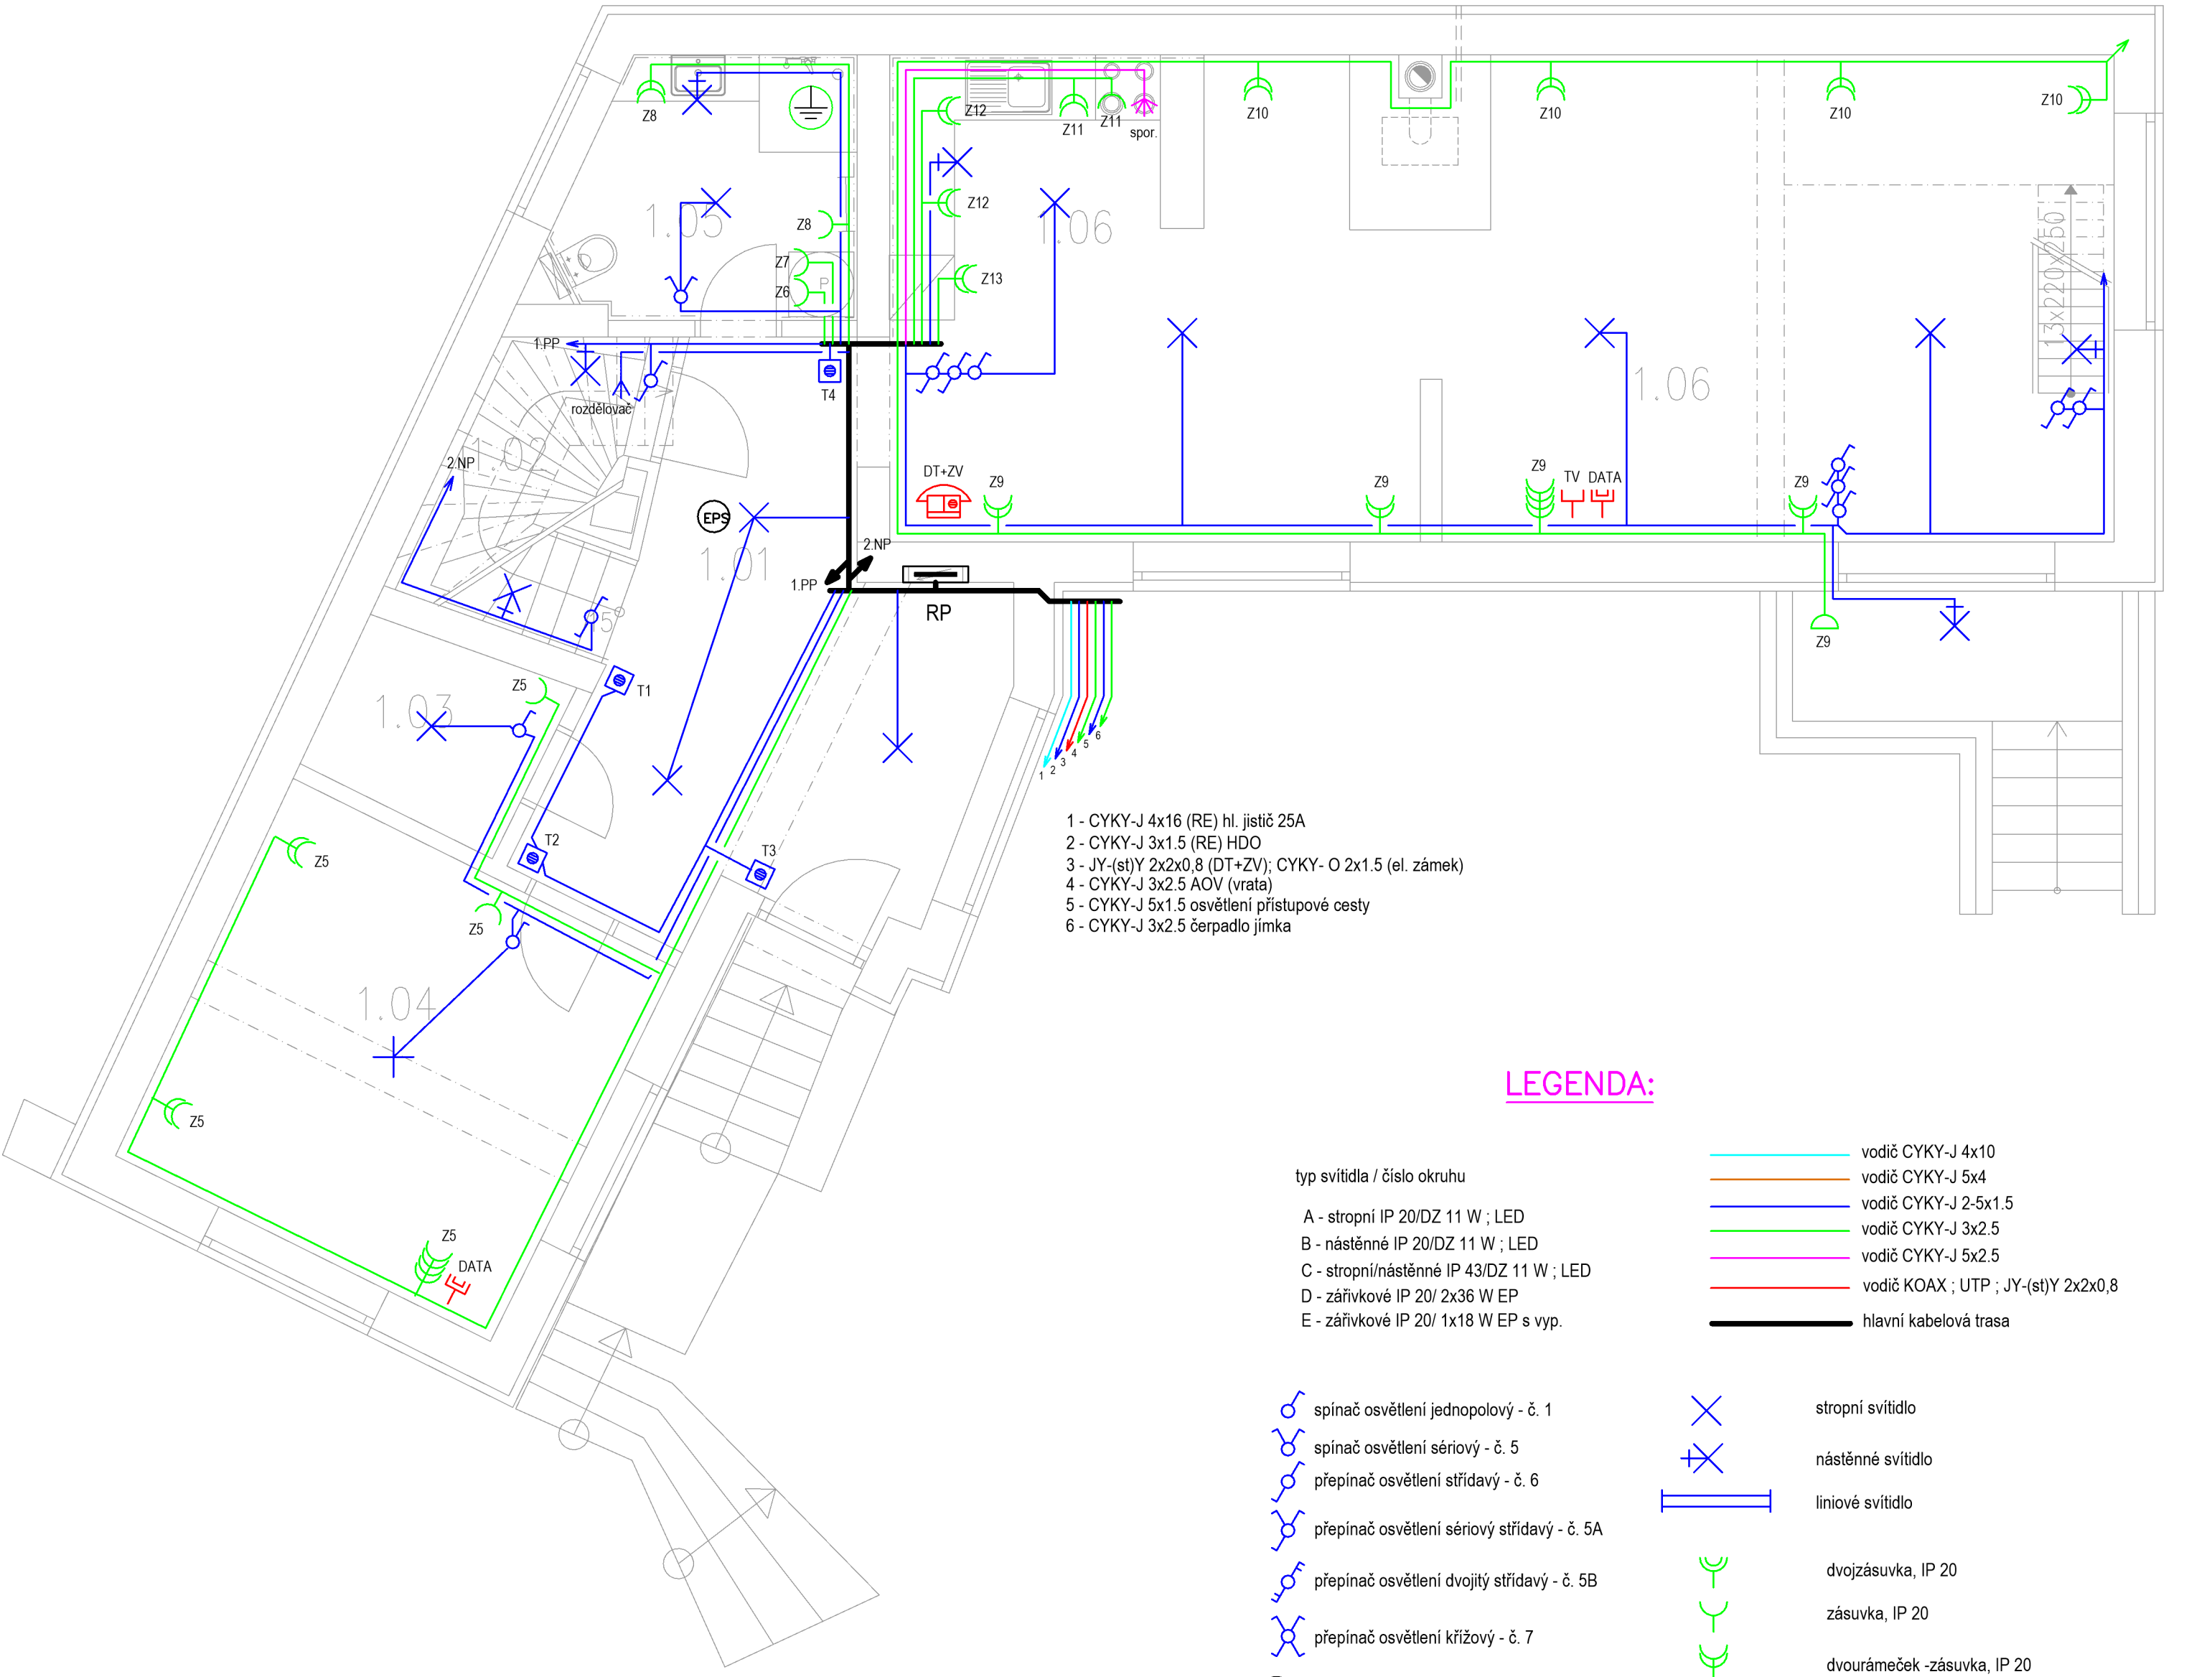 Z8
Z12
Z11
Z11
spor.
Z10
Z10
Z10
Z10
1.05
Z8
Z12
1.06
Z7
Z6
P
Z13
13x220x250
1.PP
T4
rozdělovač
1.06
1.02
2.NP
DT+ZV
Z9
Z9
Z9
TV
DATA
Z9
EPS
1.01
2.NP
1.PP
RP
15
Z9
T1
Z5
1.03
1
2
3
4
5
6
T2
T3
Z5
Z5
1 - CYKY-J 4x16 (RE) hl. jistič 25A
2 - CYKY-J 3x1.5 (RE) HDO
3 - JY-(st)Y 2x2x0,8 (DT+ZV); CYKY- O 2x1.5 (el. zámek)
4 - CYKY-J 3x2.5 AOV (vrata)
5 - CYKY-J 5x1.5 osvětlení přístupové cesty
6 - CYKY-J 3x2.5 čerpadlo jímka
1.04
Z5
Z5
DATA
LEGENDA:
typ svítidla / číslo okruhu
A - stropní IP 20/DZ 11 W ; LED
B - nástěnné IP 20/DZ 11 W ; LED
C - stropní/nástěnné IP 43/DZ 11 W ; LED
D - zářivkové IP 20/ 2x36 W EP
E - zářivkové IP 20/ 1x18 W EP s vyp.
vodič CYKY-J 4x10
vodič CYKY-J 5x4
vodič CYKY-J 2-5x1.5
vodič CYKY-J 3x2.5
vodič CYKY-J 5x2.5
vodič KOAX ; UTP ; JY-(st)Y 2x2x0,8
hlavní kabelová trasa
spínač osvětlení jednopolový - č. 1
spínač osvětlení sériový - č. 5
přepínač osvětlení střídavý - č. 6
přepínač osvětlení sériový střídavý - č. 5A
přepínač osvětlení dvojitý střídavý - č. 5B
přepínač osvětlení křížový - č. 7
stropní svítidlo
nástěnné svítidlo
liniové svítidlo
dvojzásuvka, IP 20
zásuvka, IP 20
dvourámeček -zásuvka, IP 20